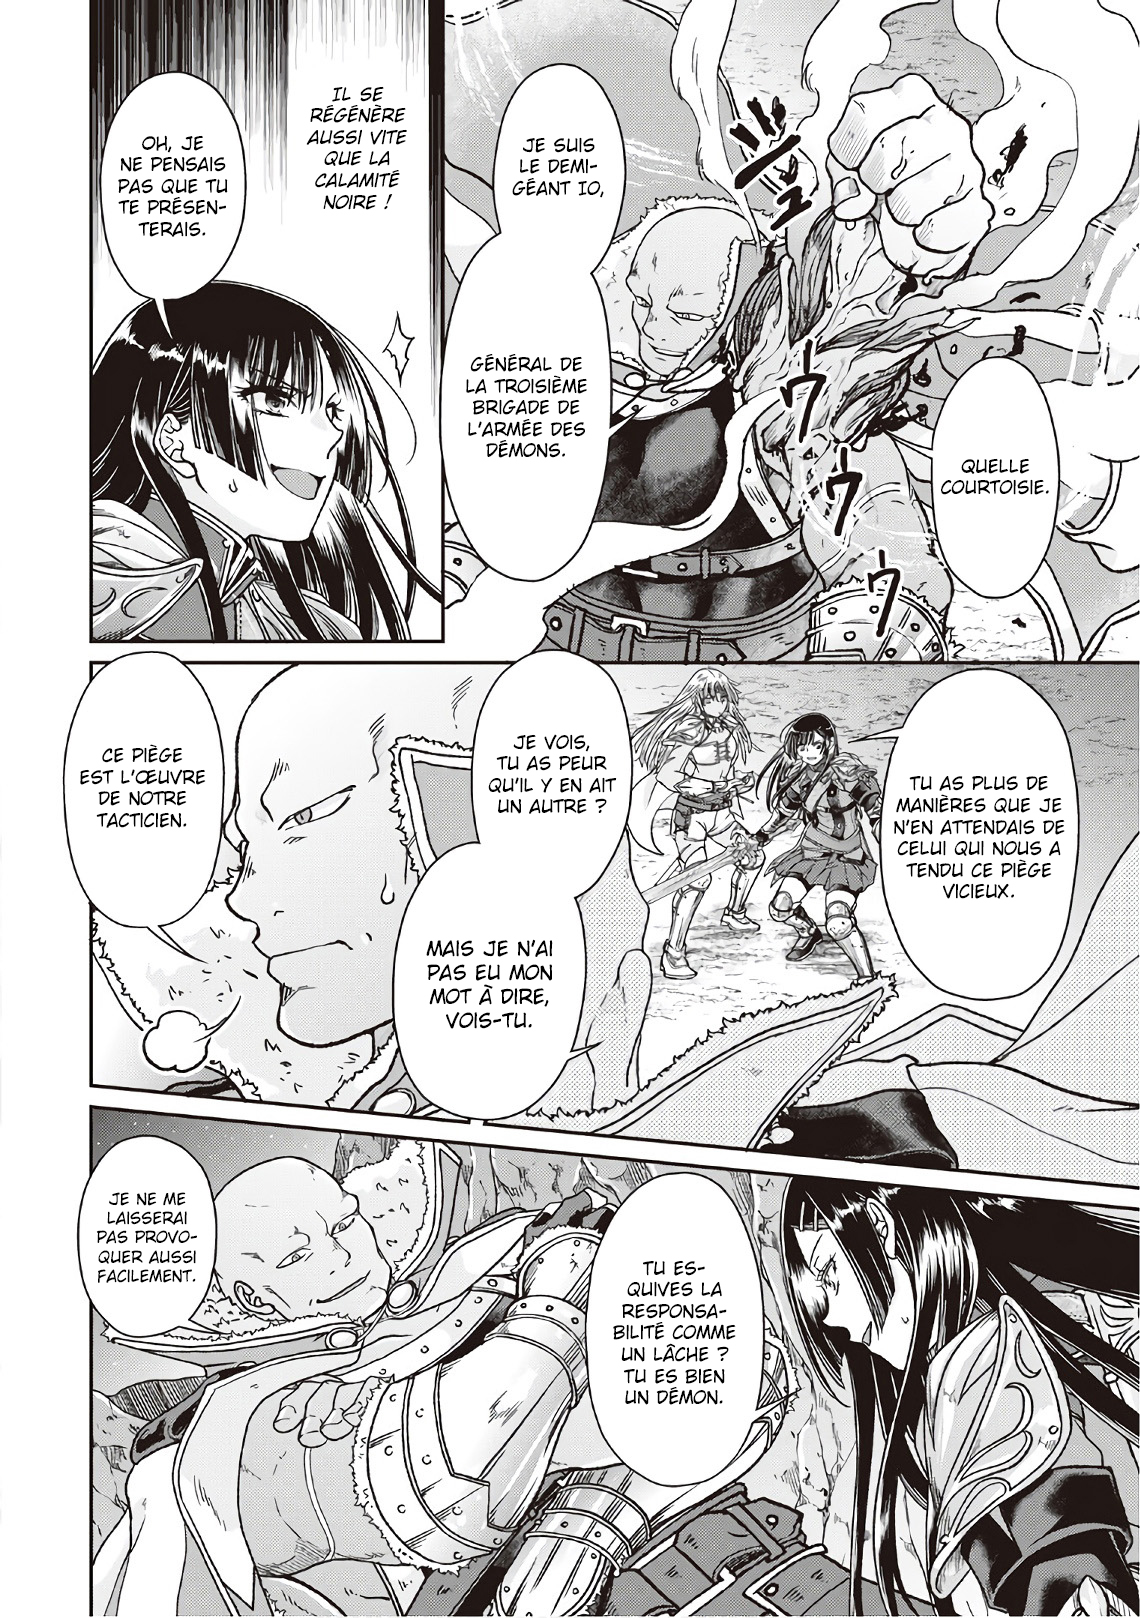 QUELLE
COURTOISIE.
JE SUIS
LE DEMI-
GÉANT IO,
GÉNÉRAL DE
LA TROISIÈME
BRIGADE DE
L'ARMÉE DES
DÉMONS.
IL SE
RÉGÉNÈRE
AUSSI VITE
QUE LA
CALAMITÉ
NOIRE !
OH, JE
NE PENSAIS
PAS QUE TU
TE PRÉSEN-
TERAIS.
ジュ
ウウウウ
TU AS PLUS DE
MANIÈRES QUE JE
N'EN ATTENDAIS DE
CELUI QUI NOUS A
TENDU CE PIÈGE
VICIEUX.
JE VOIS,
TU AS PEUR
QU'IL Y EN AIT
UN AUTRE ?
MAIS JE N'AI
PAS EU MON
MOT À DIRE,
VOIS-TU.
CE PIÈGE
EST L'ŒUVRE
DE NOTRE
TACTICIEN.
TU ES-
QUIVES LA
RESPONSA-
BILITÉ COMME
UN LÂCHE ?
TU ES BIEN
UN DÉMON.
JE NE ME
LAISSERAI
PAS PROVO-
QUER AUSSI
FACILEMENT.